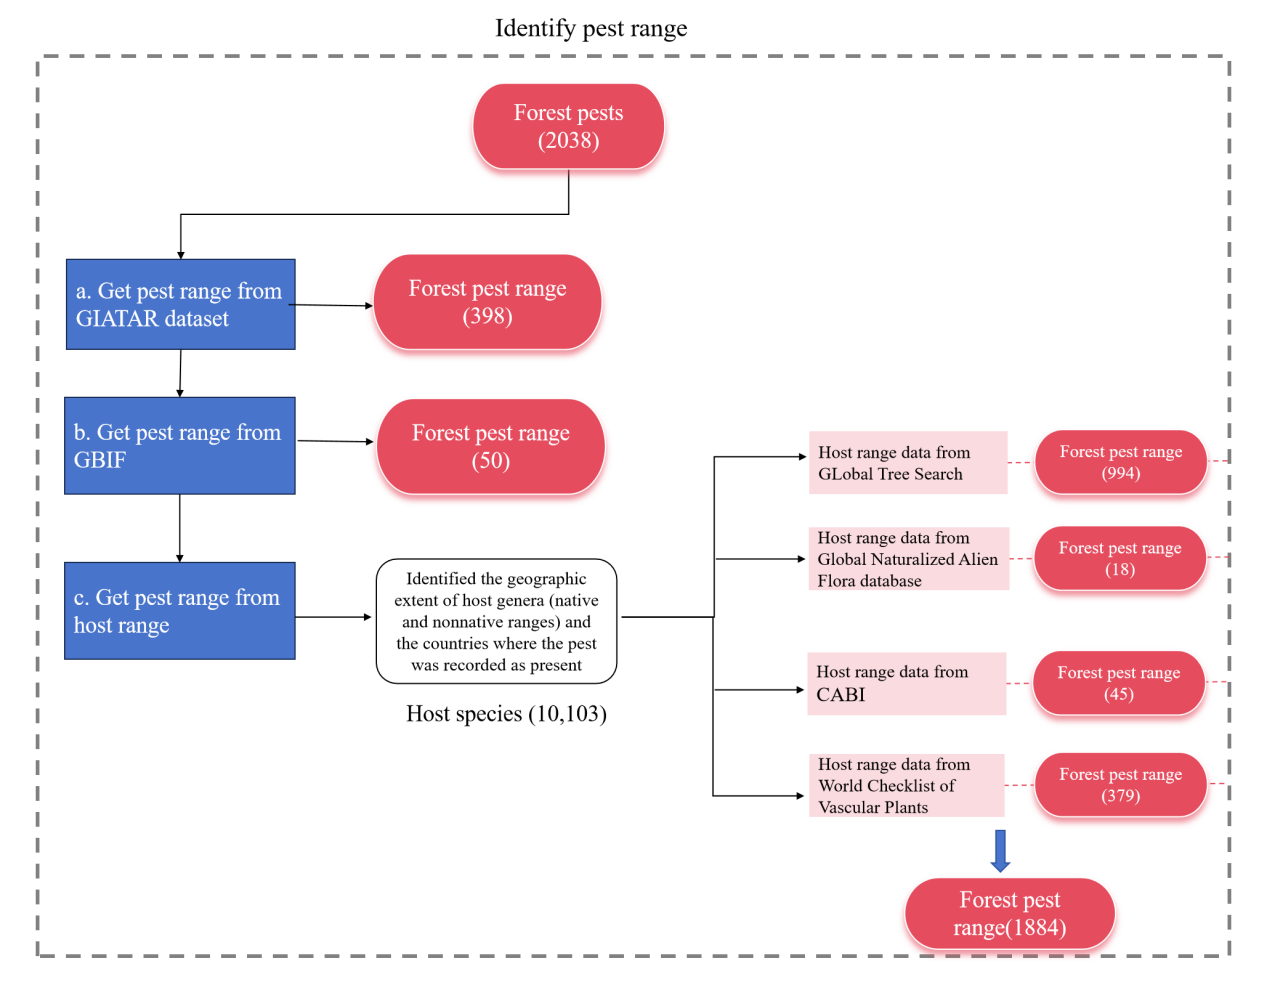 Identify pest range
Forest pests
(2038)
a. Get pest range from
GIATAR dataset
Forest pest range
(398)
b. Get pest range from
GBIF
Forest pest range
(50)
c. Get pest range from
host range
Identified the geographic
extent of host genera (native
and nonnative ranges) and
the countries where the pest
was recorded as present
Host species (10,103)
Host range data from
GLobal Tree Search
Forest pest range
(994)
Host range data from
Global Naturalized Alien
Flora database
Forest pest range
(18)
Host range data from
CABI
Forest pest range
(45)
Host range data from
World Checklist of
Vascular Plants
Forest pest range
(379)
Forest pest
range(1884)